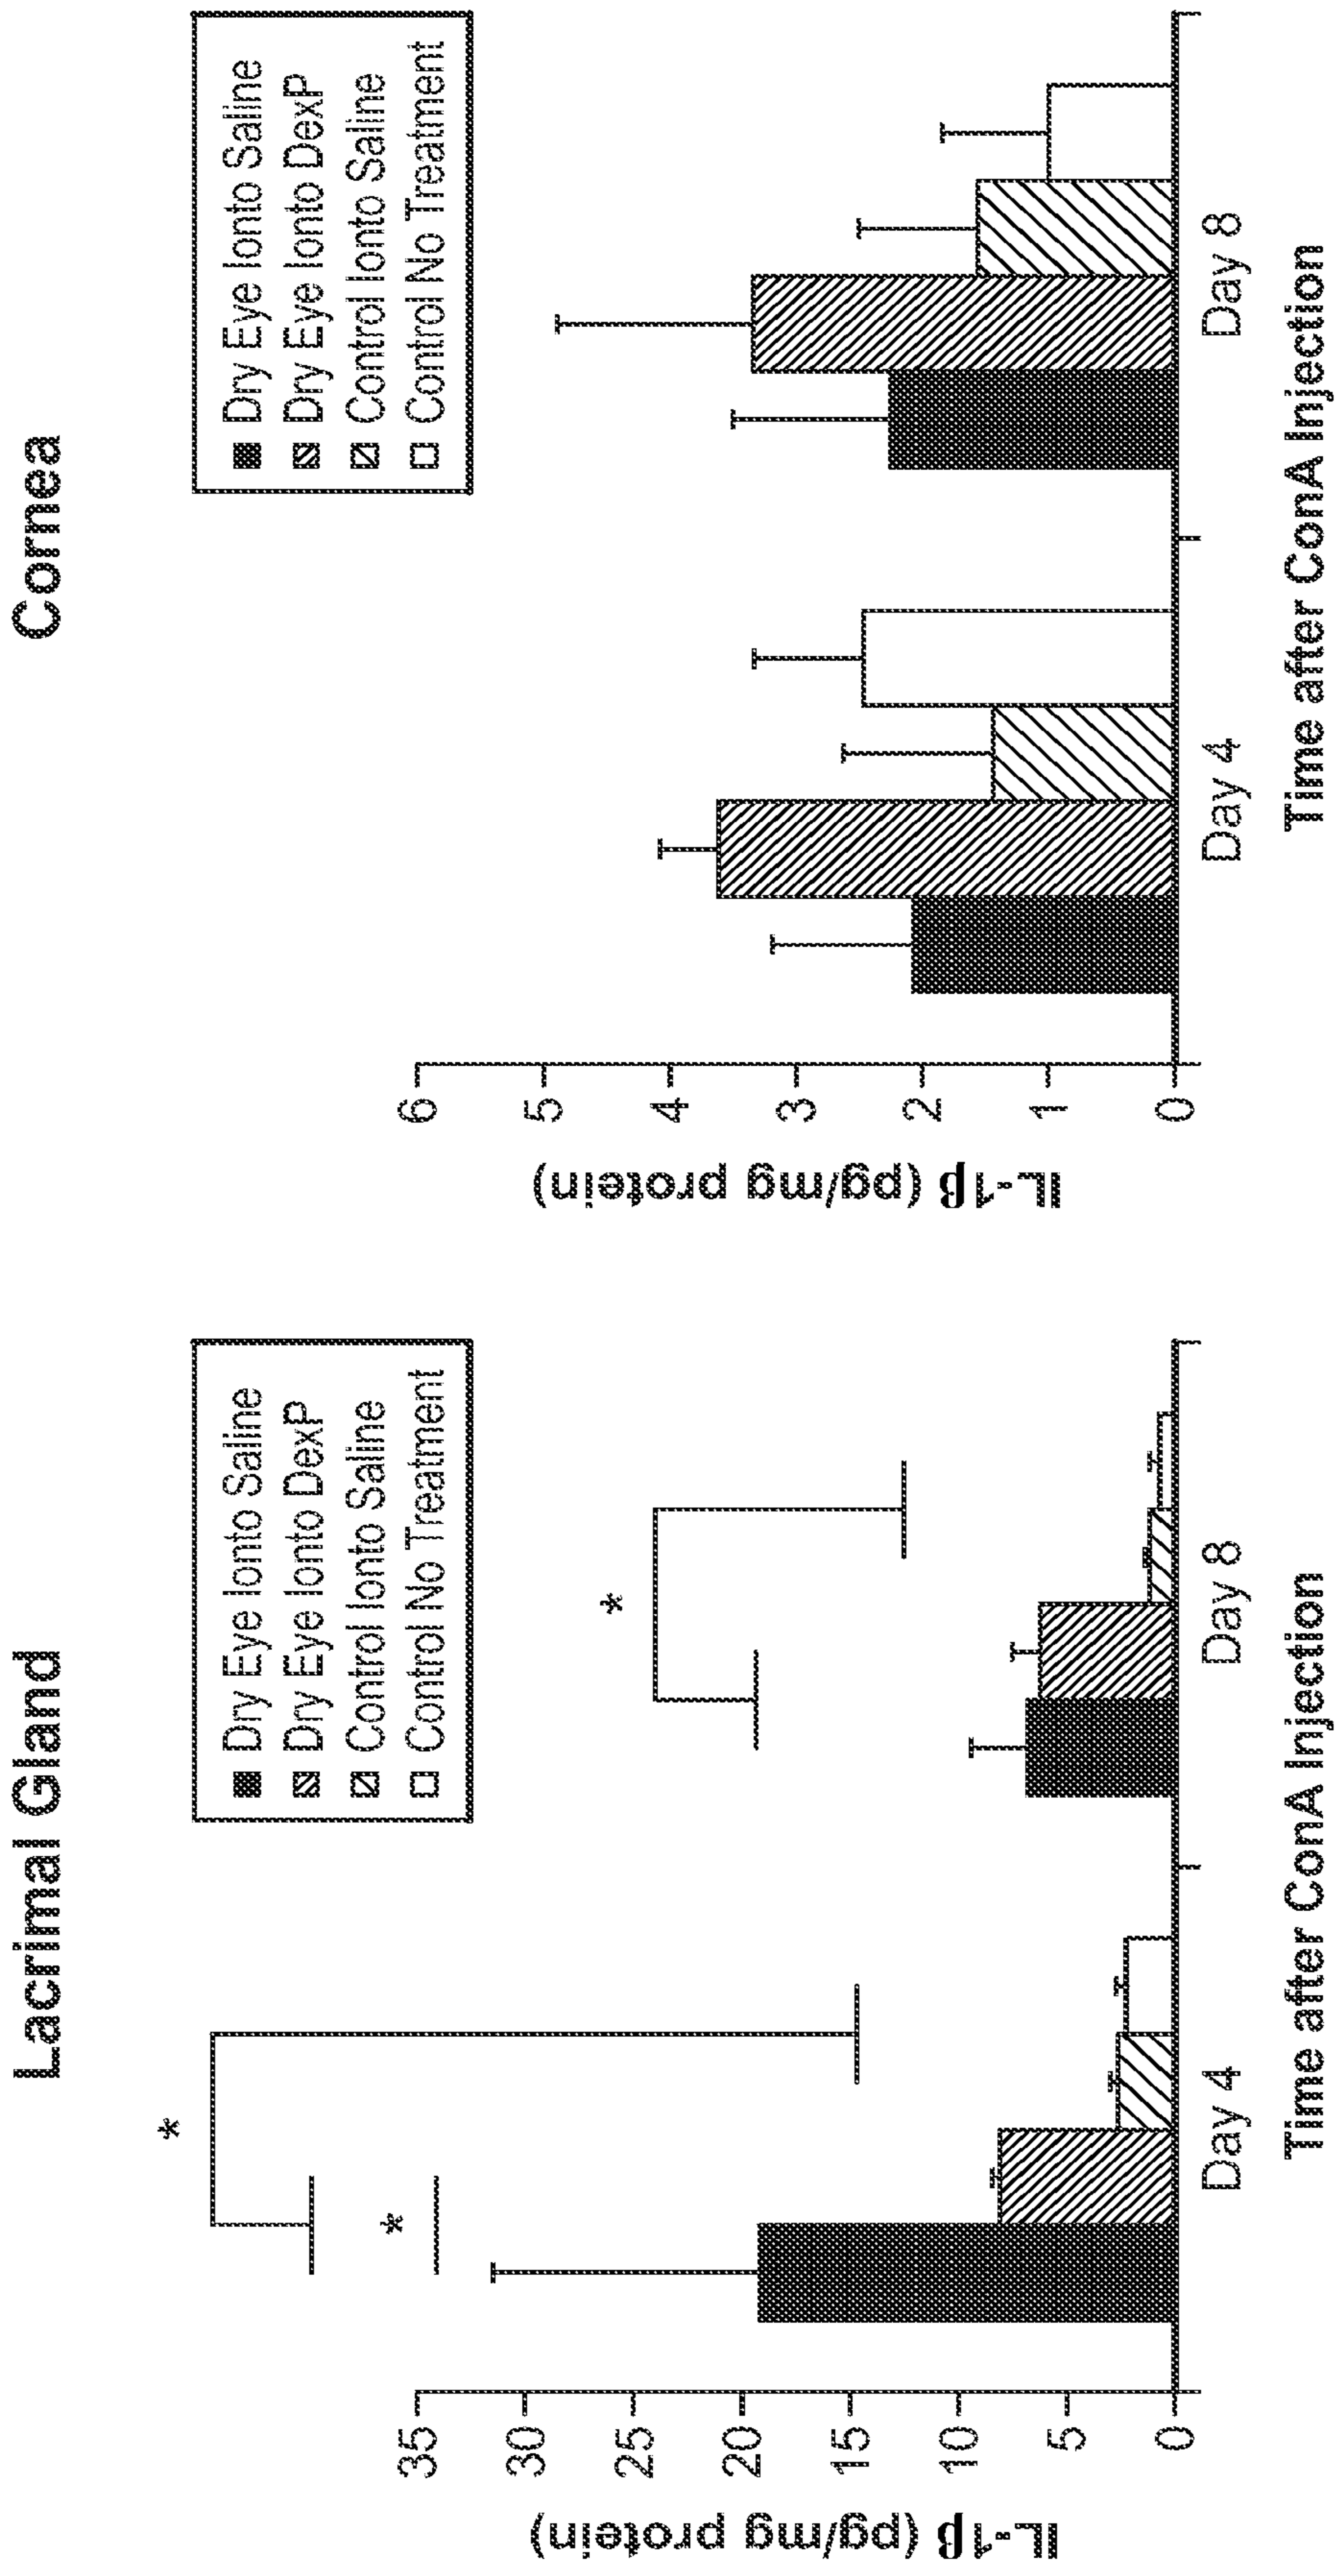 Lacrimal Gland
Dry Eye Ionto Saline
Dry Eye Ionto DexP
Control Ionto Saline
Control No Treatment
*
*
*
IL-1β (pg/mg protein)
35
30
25
20
15
10
5
0
Day 4
Day 8
Time after ConA Injection
Cornea
Dry Eye Ionto Saline
Dry Eye Ionto DexP
Control Ionto Saline
Control No Treatment
IL-1β (pg/mg protein)
6
5
4
3
2
1
0
Day 4
Day 8
Time after ConA Injection